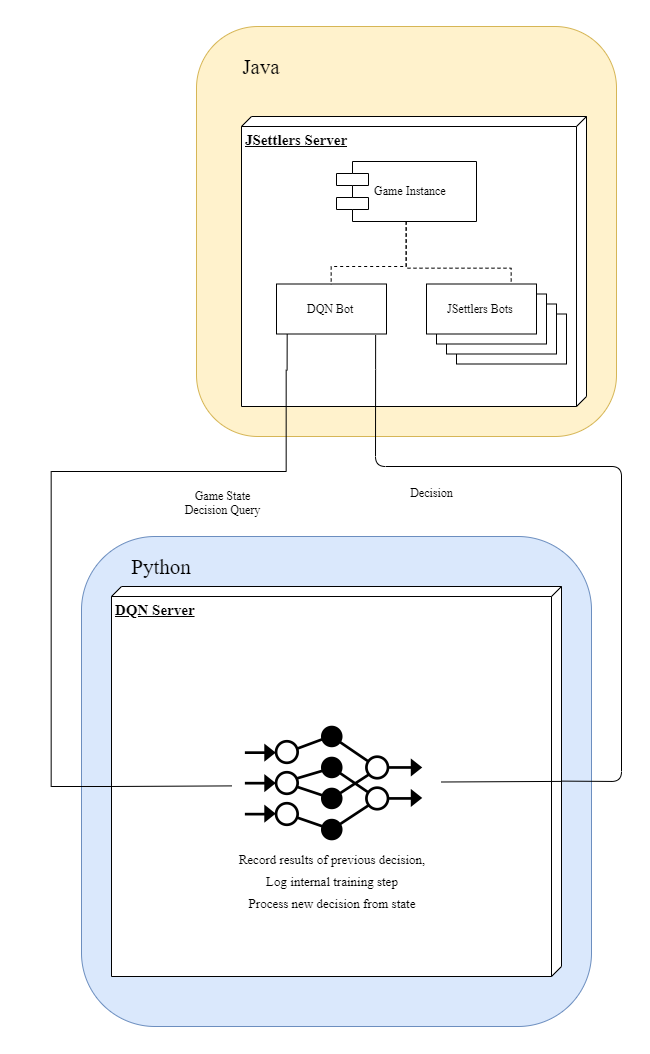 Java
JSettlers Server
Game Instance
DQN Bot
JSettlers Bots
Game State
Decision Query
Decision
Python
DQN Server
Record results of previous decision,
Log internal training step
Process new decision from state